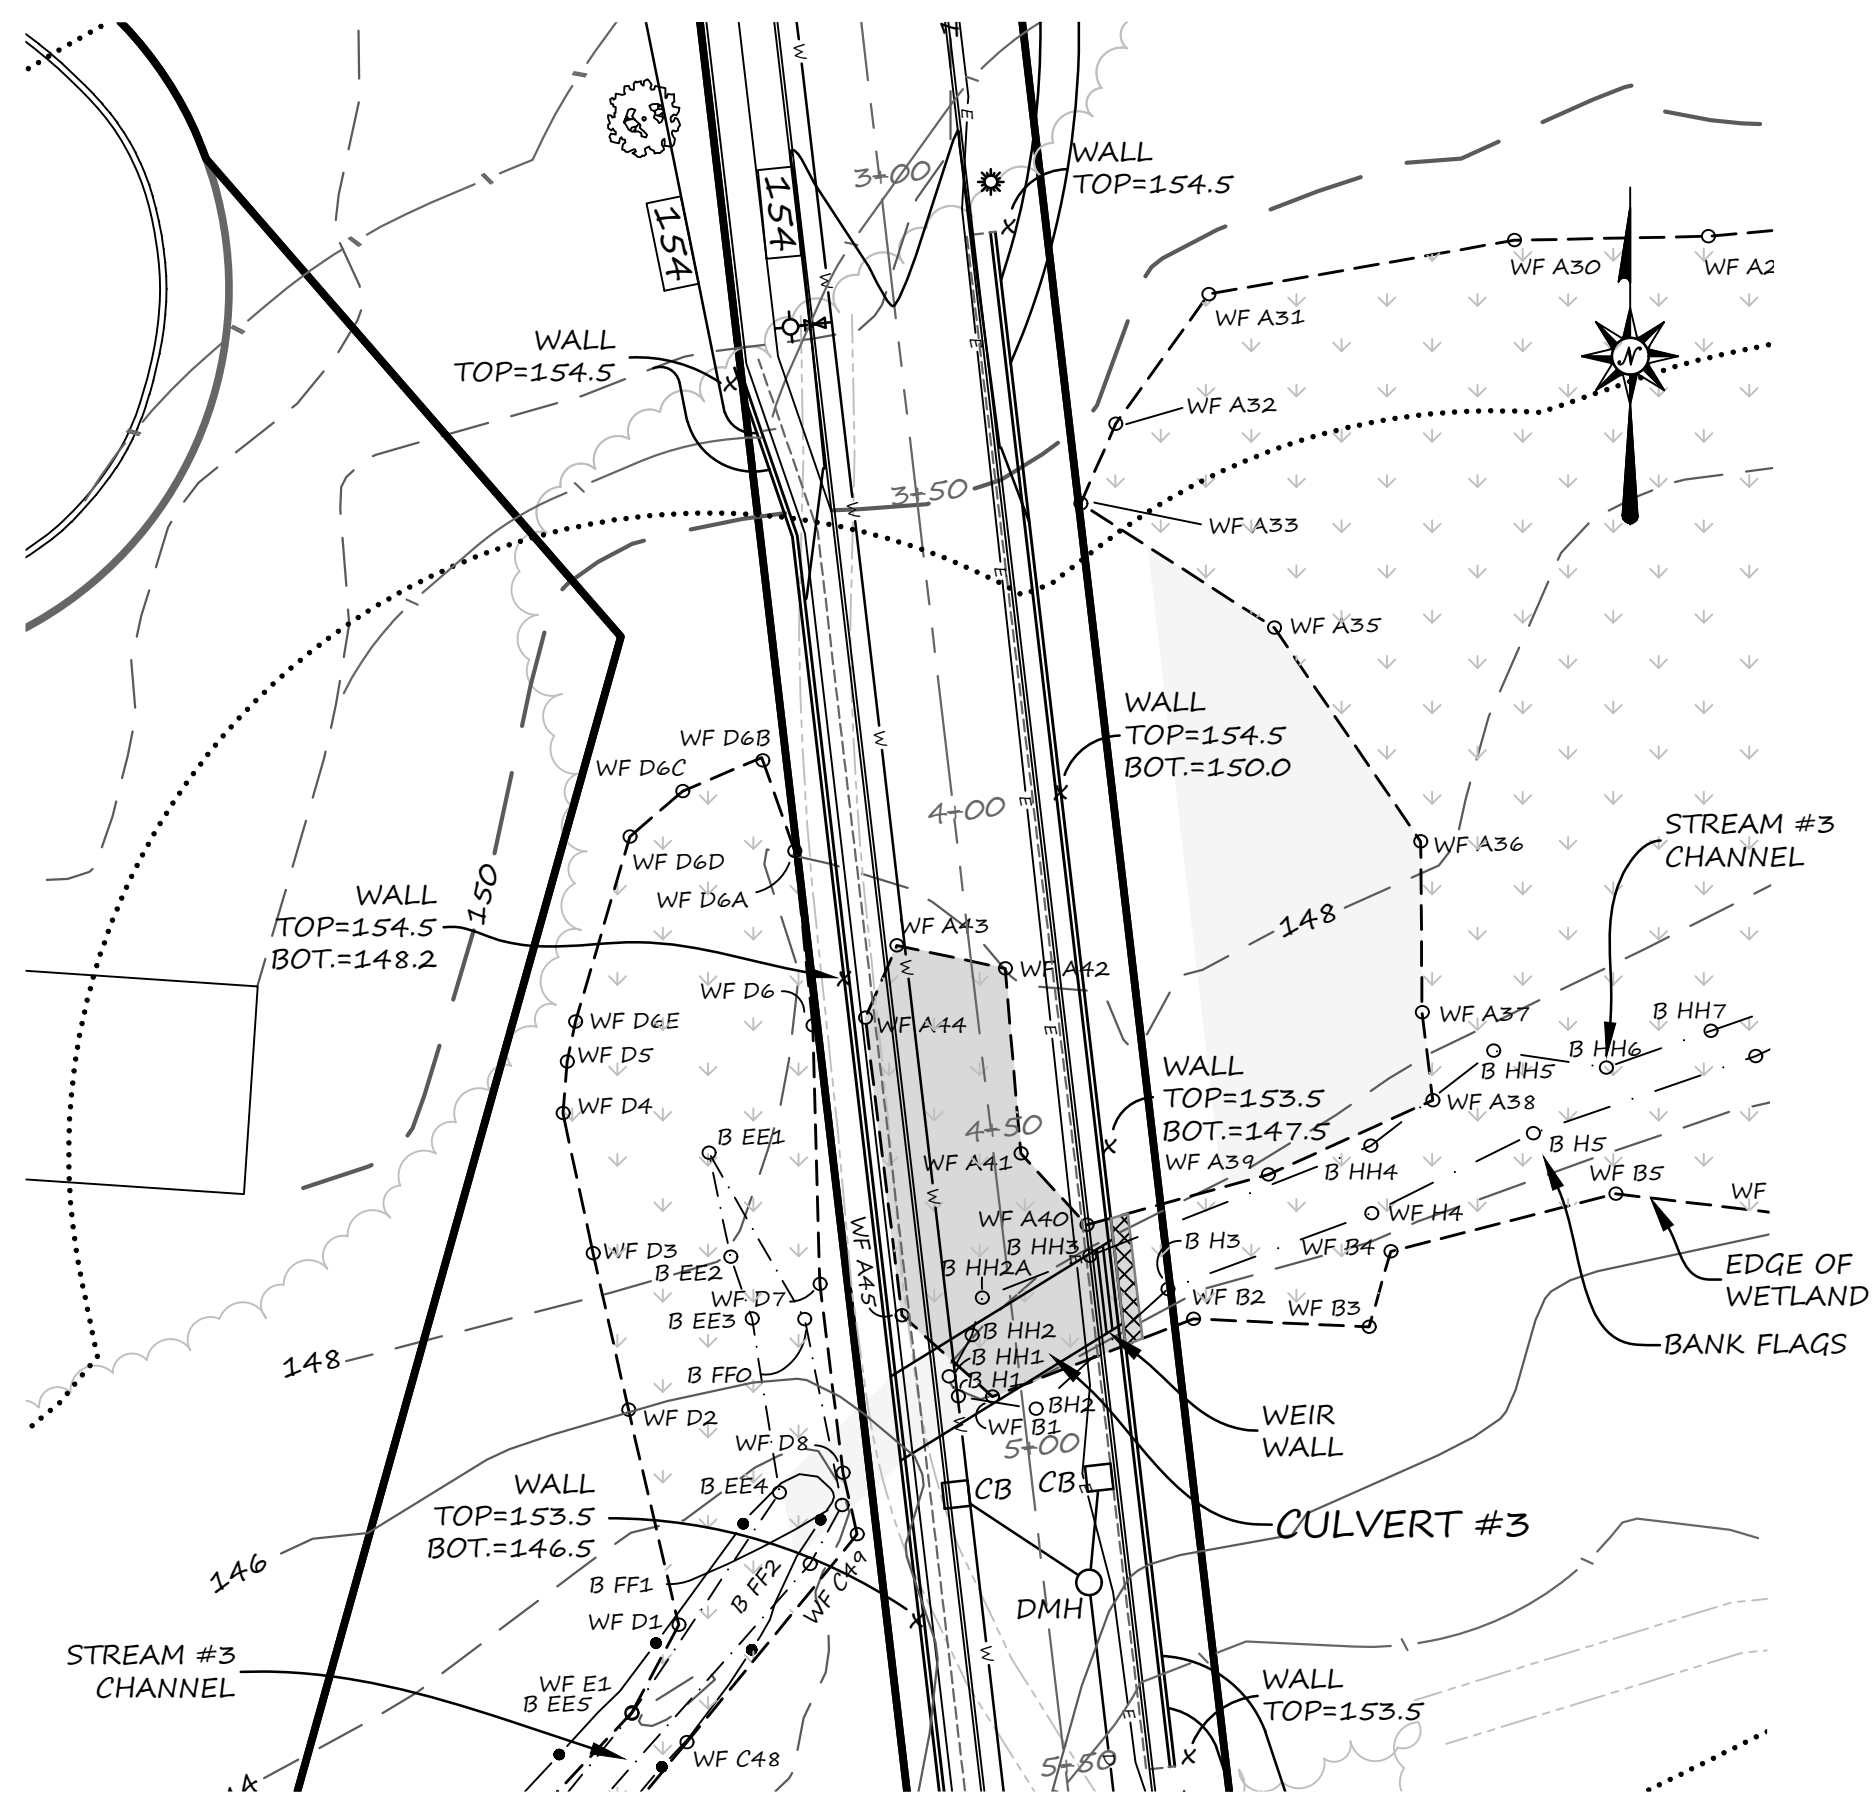 3+00
WALL
TOP=154.5
154
154
WF A30
WF A2
WF A31
N
WALL
TOP=154.5
WF A32
3+50
WF A33
WF A35
WALL
TOP=154.5
BOT.=150.0
WF D6B
WF D6C
4+00
STREAM #3
CHANNEL
WF A36
WF D6D
WF D6A
150
WALL
TOP=154.5
BOT.=148.2
WF A43
148
WF A42
WF D6
WF A44
WF A37
B HH7
WF D6E
WF D5
B HH6
B HH5
WALL
TOP=153.5
BOT.=147.5
WF D4
WF A38
4+50
B EE1
B H5
WF A41
WF A39
B HH4
WF B5
WF
WF A40
WF H4
B HH3
B H3
WF B4
WF D3
B EE2
B HH2A
WF A45
EDGE OF
WETLAND
WF D7
WF B2
WF B3
B EE3
B HH2
BANK FLAGS
148
B HH1
B FF0
B H1
BH2
WF D2
WF B1
WEIR
WALL
WF D8
5+00
B EE4
CB
CB
WALL
TOP=153.5
BOT.=146.5
CULVERT #3
146
B FF1
B FF2
WF C49
DMH
WF D1
STREAM #3
CHANNEL
WF E1
B EE5
WALL
TOP=153.5
WF C48
5+50
W
W
W
W
W
W
W
W
E
E
E
E
E
E
E
D